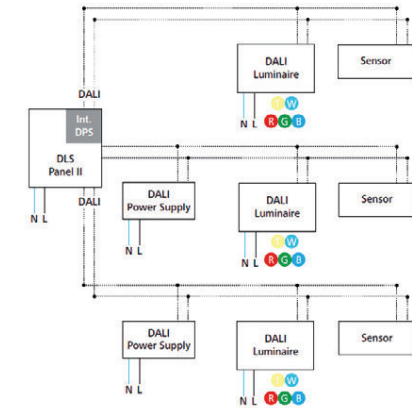 DALI
Luminaire
Sensor
T W
R G B
N L
DALI
Int.
DPS
DLS
Panel II
DALI
N L
DALI
Power Supply
N L
DALI
Luminaire
Sensor
T W
R G B
N L
DALI
Power Supply
N L
DALI
Luminaire
Sensor
T W
R G B
N L